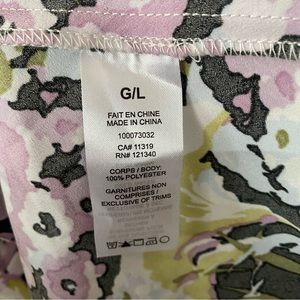 G/L
FAIT EN CHINE
MADE IN CHINA
100073032
CA# 11319
RN# 121340
CORPS / BODY:
100% POLYESTER
GARNITURES NON
COMPRISES /
EXCLUSIVE OF TRIMS